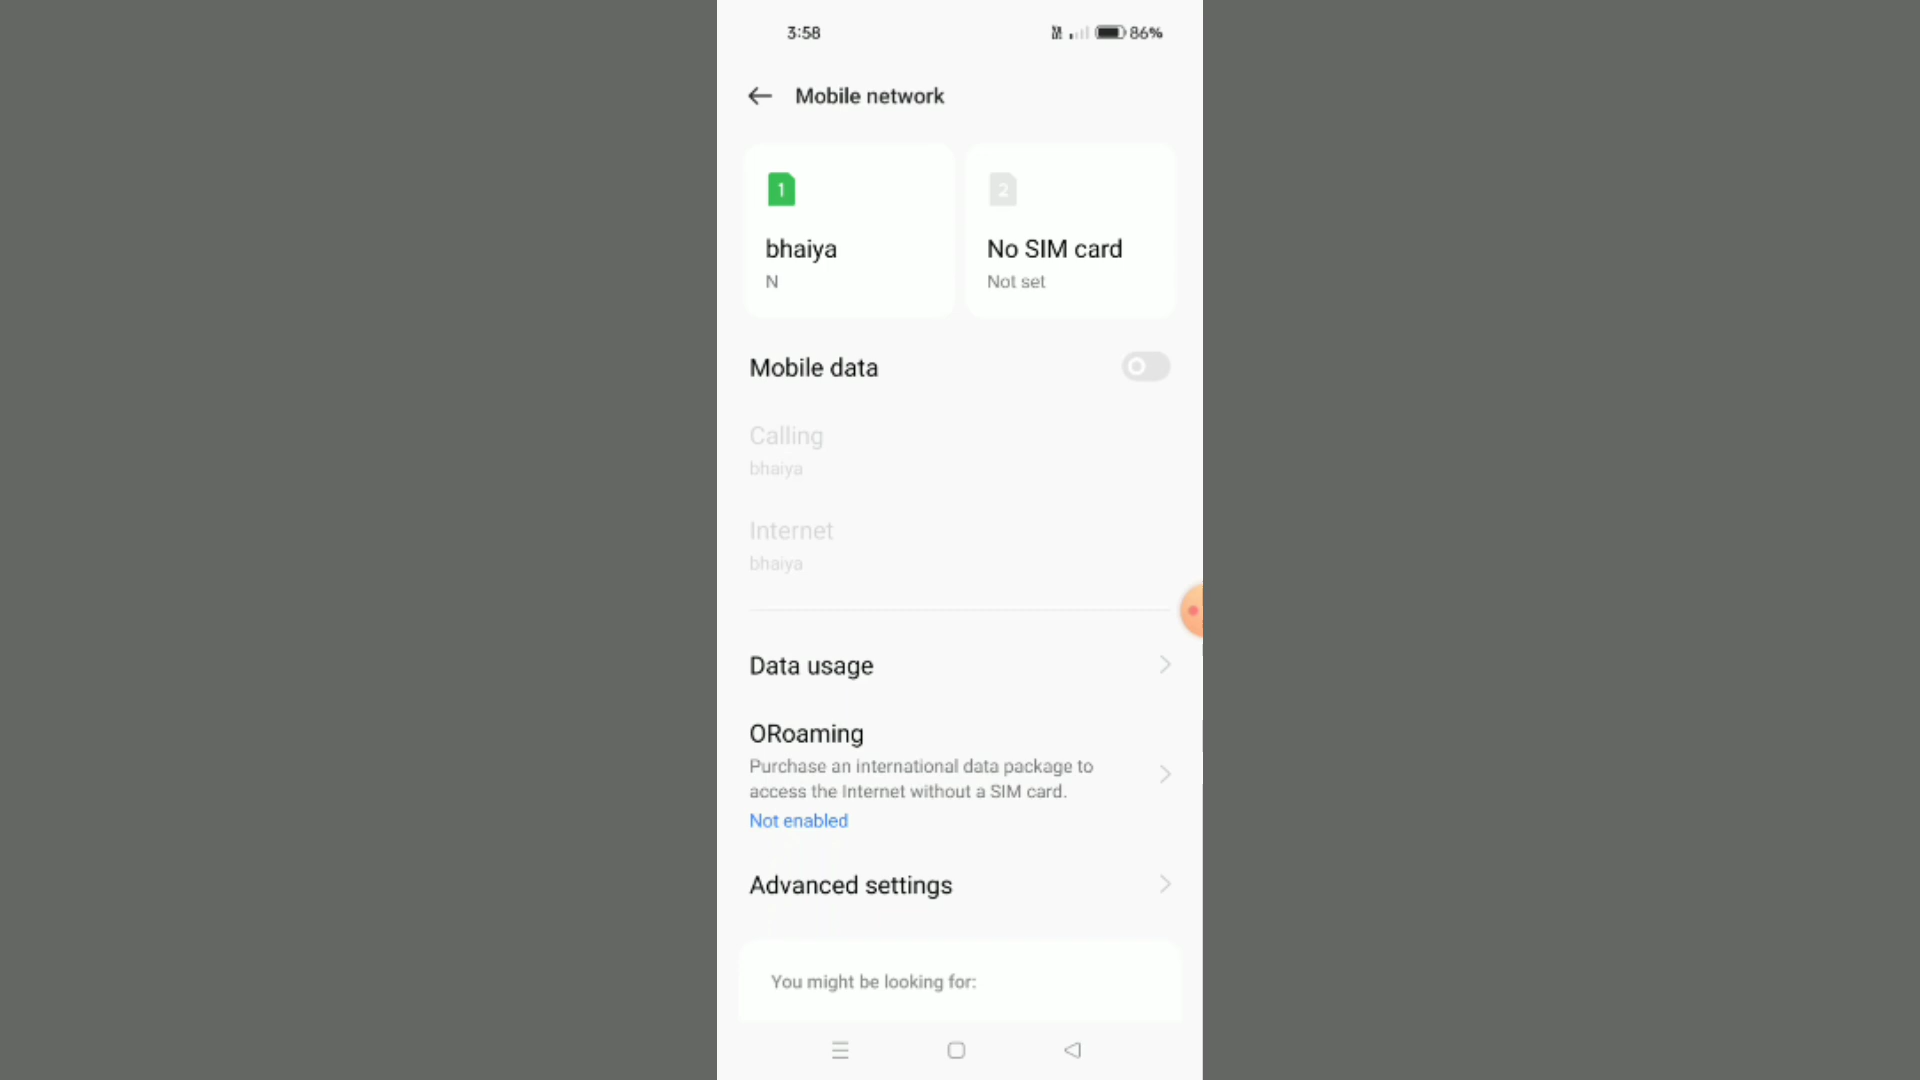 3:58
86%
Mobile network
1
2
bhaiya
No SIM card
N
Not set
Mobile data
Calling
bhaiya
Internet
bhaiya
Data usage
ORoaming
Purchase an international data package to
access the Internet without a SIM card.
Not enabled
Advanced settings
You might be looking for: